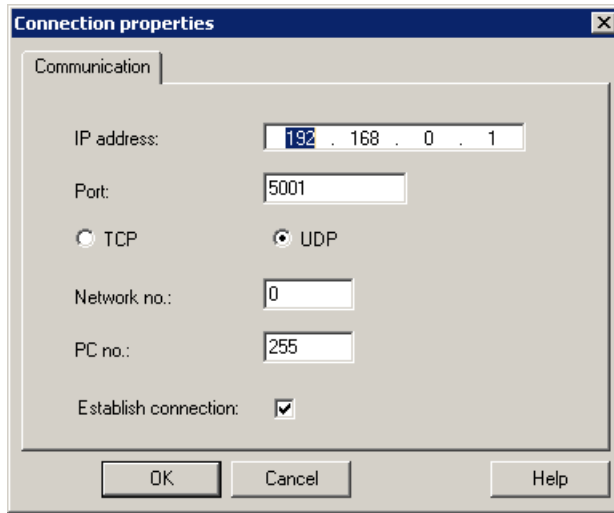 Connection properties
Communication
IP address: 192 . 168 . 0 . 1
Port: 5001
TCP UDP
Network no.: 0
PC no.: 255
Establish connection:
OK Cancel Help